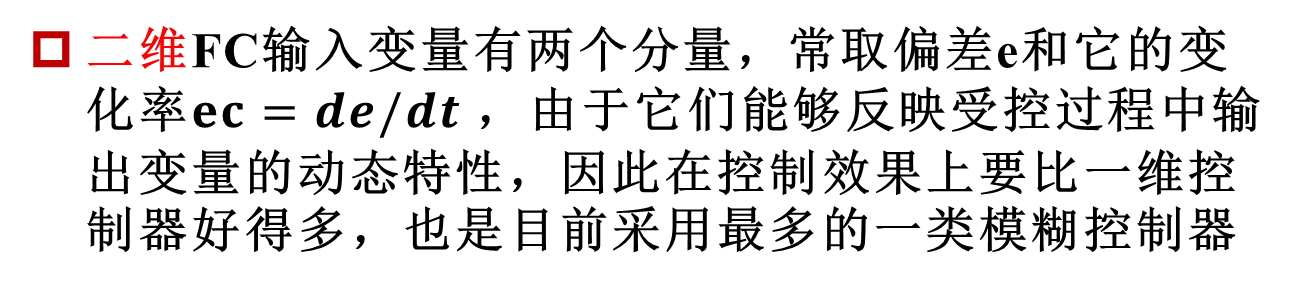 二维FC输入变量有两个分量，常取偏差e和它的变
化率ec = de/dt ，由于它们能够反映受控过程中输
出变量的动态特性，因此在控制效果上要比一维控
制器好得多，也是目前采用最多的一类模糊控制器